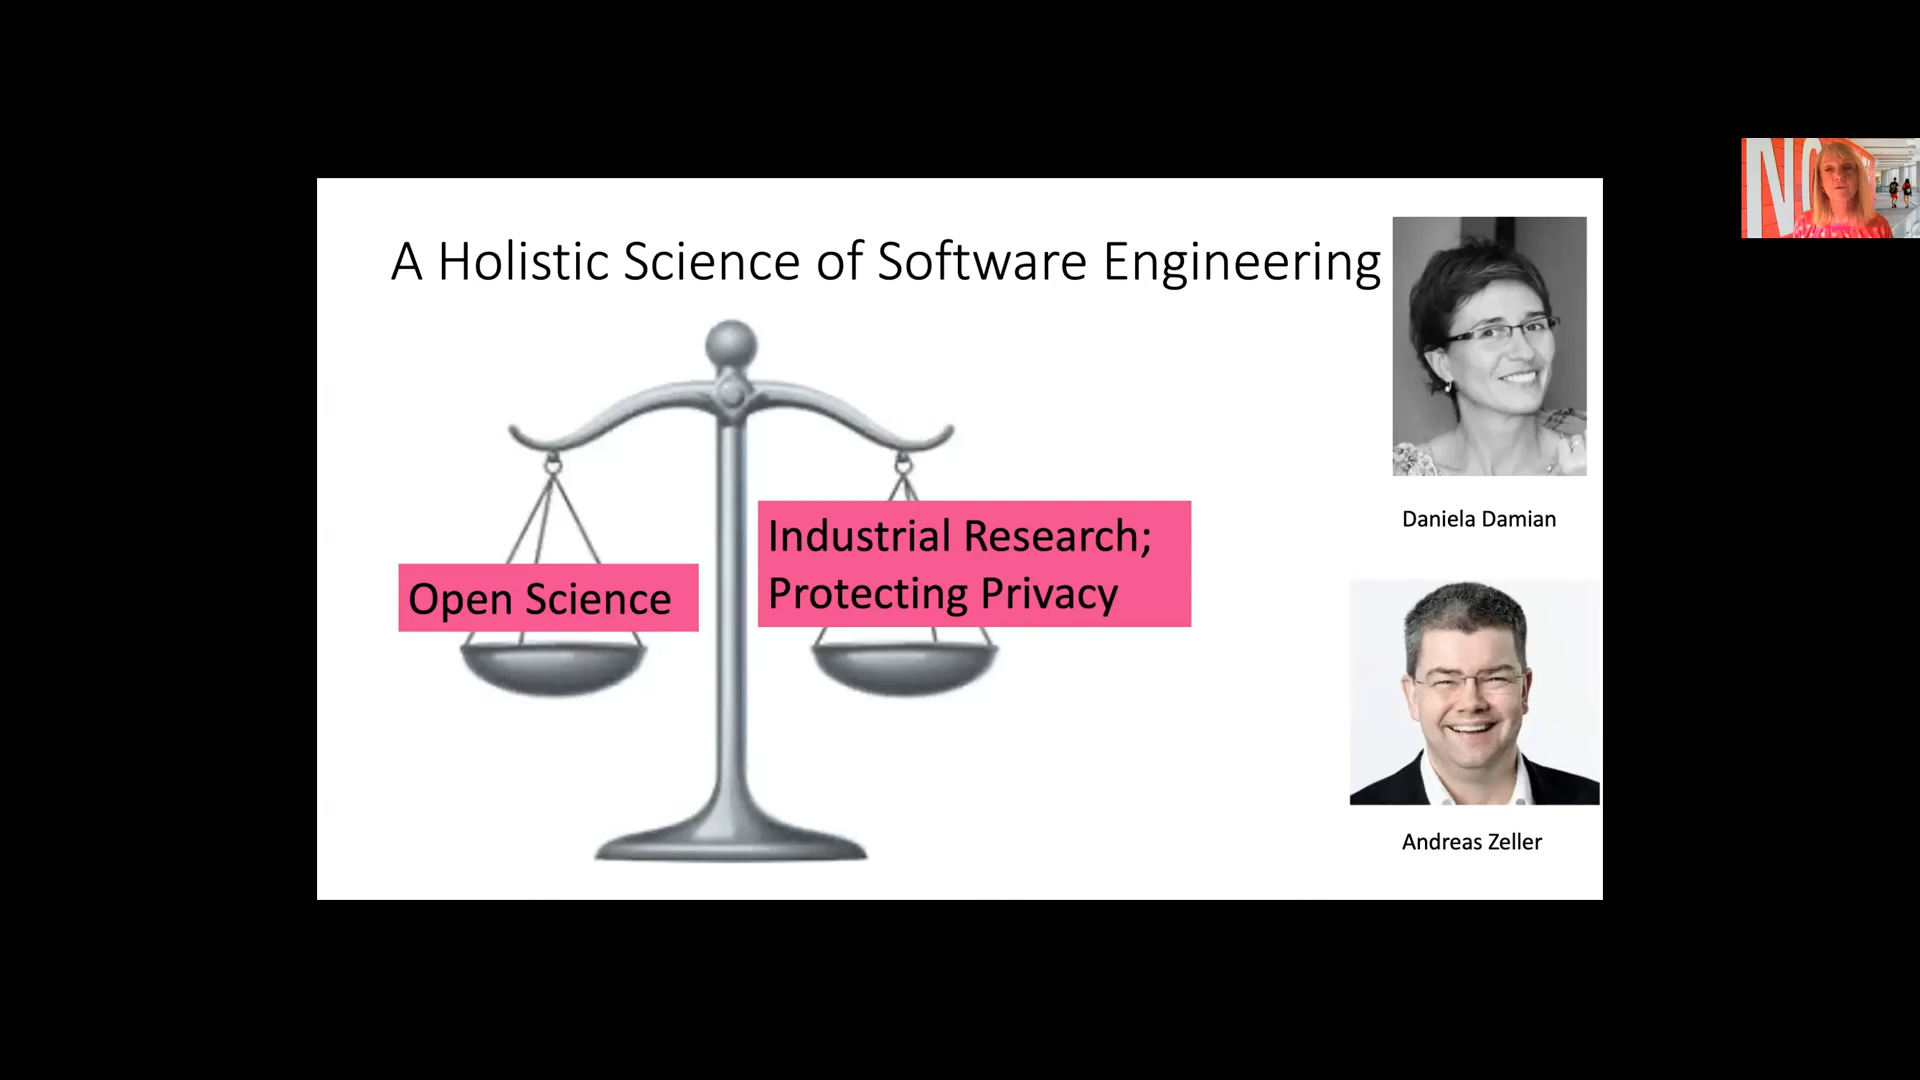 A Holistic Science of Software Engineering
Open Science
Industrial Research;
Protecting Privacy
Daniela Damian
Andreas Zeller